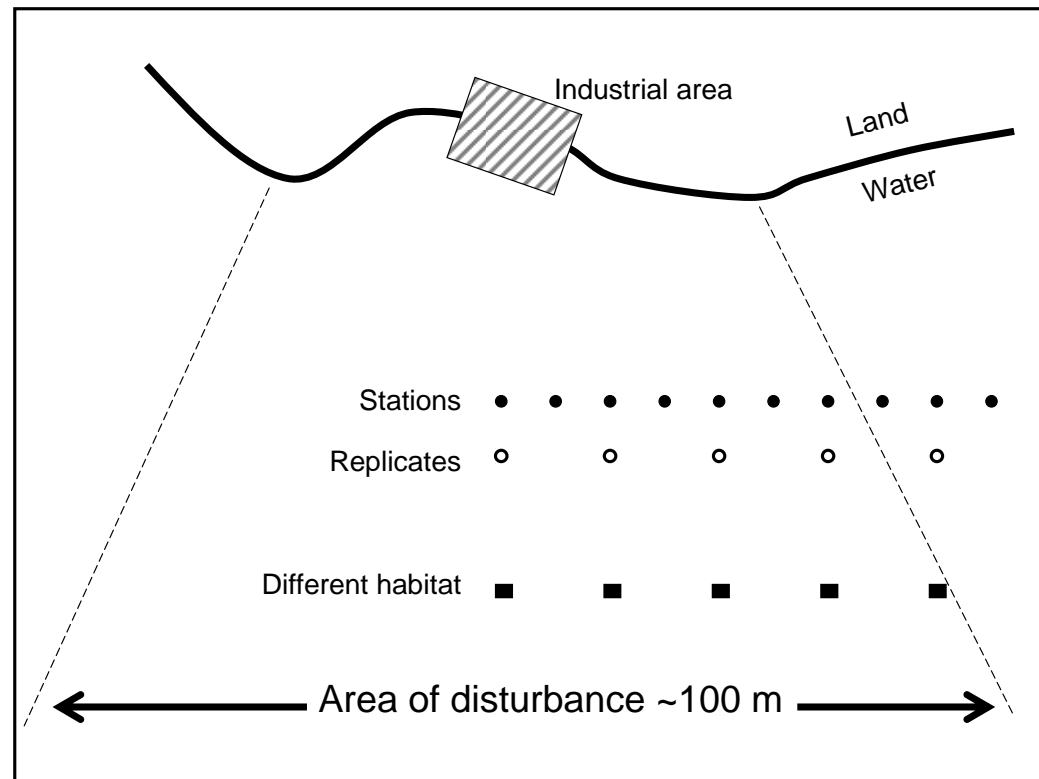 Industrial area
Land
Water
Stations
Replicates
Different habitat
Area of disturbance ~100 m